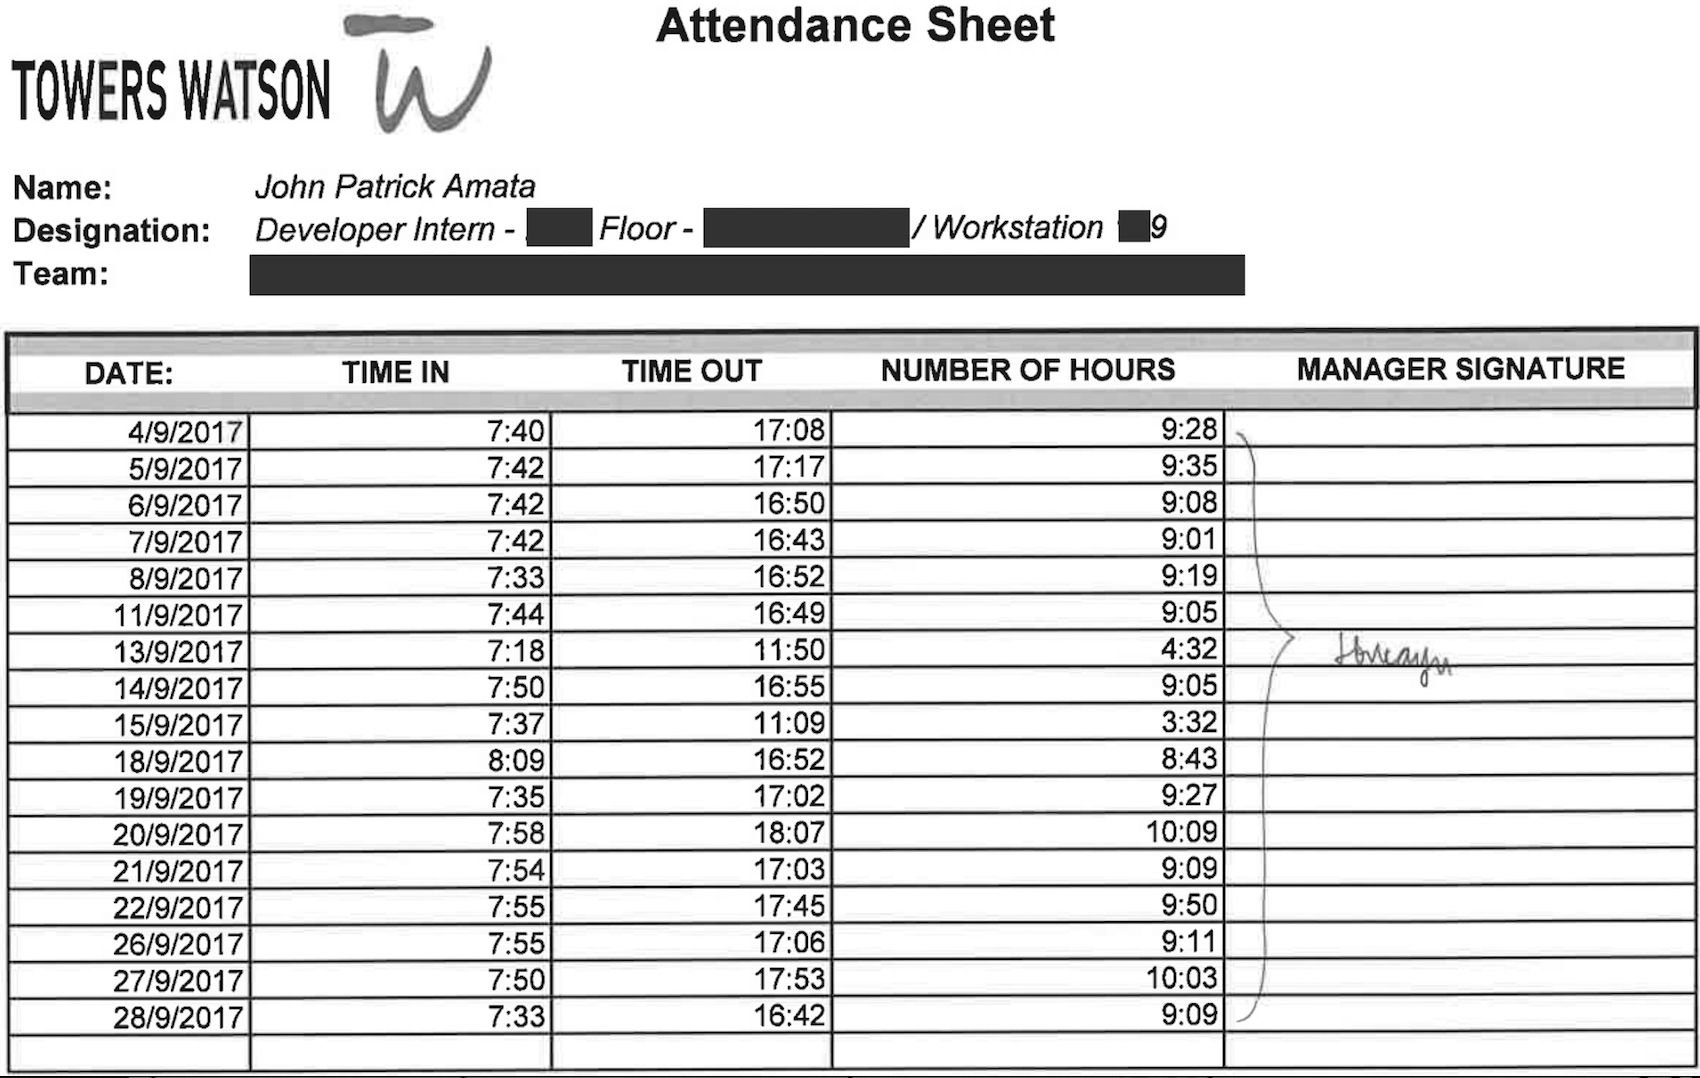 Attendance Sheet
TOWERS WATSON
Name: John Patrick Amata
Designation: Developer Intern - Floor - / Workstation 9
Team:
DATE: TIME IN TIME OUT NUMBER OF HOURS MANAGER SIGNATURE
4/9/2017 7:40 17:08 9:28
5/9/2017 7:42 17:17 9:35
6/9/2017 7:42 16:50 9:08
7/9/2017 7:42 16:43 9:01
8/9/2017 7:33 16:52 9:19
11/9/2017 7:44 16:49 9:05
13/9/2017 7:18 11:50 4:32
14/9/2017 7:50 16:55 9:05
15/9/2017 7:37 11:09 3:32
18/9/2017 8:09 16:52 8:43
19/9/2017 7:35 17:02 9:27
20/9/2017 7:58 18:07 10:09
21/9/2017 7:54 17:03 9:09
22/9/2017 7:55 17:45 9:50
26/9/2017 7:55 17:06 9:11
27/9/2017 7:50 17:53 10:03
28/9/2017 7:33 16:42 9:09